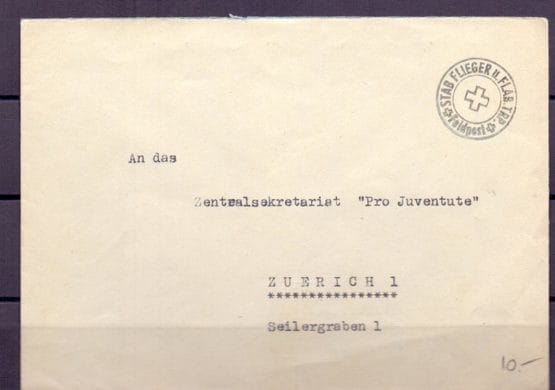 STAB FLIEGER U. FLAB. TRP.
Feldpost
An das
Zentralsekretariat "Pro Juventute"
ZUERICH 1
****************
Seilergraben 1
10.-